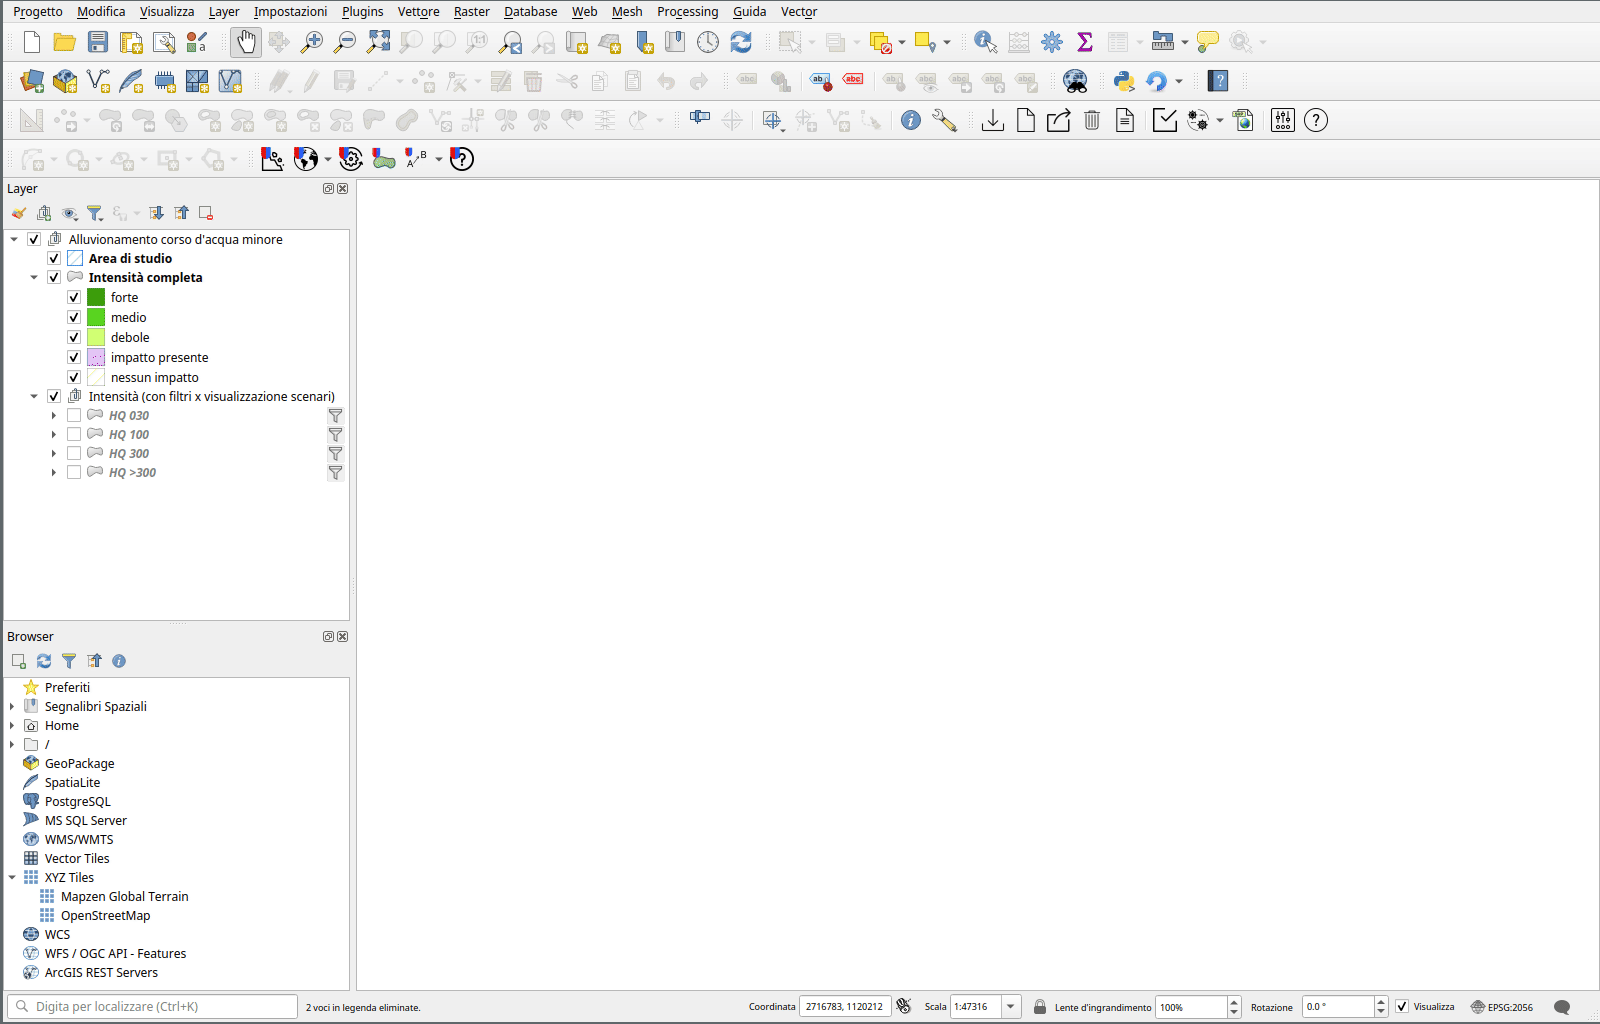 Progetto Modifica Visualizza Layer Impostazioni Plugins Vettore Raster Database Web Mesh Processing Guida Vector
Layer
Alluvionamento corso d'acqua minore
Area di studio
Intensità completa
forte
medio
debole
impatto presente
nessun impatto
Intensità (con filtri x visualizzazione scenari)
HQ 030
HQ 100
HQ 300
HQ >300
Browser
Preferiti
Segnalibri Spaziali
Home
/
GeoPackage
SpatiaLite
PostgreSQL
MS SQL Server
WMS/WMTS
Vector Tiles
XYZ Tiles
Mapzen Global Terrain
OpenStreetMap
WCS
WFS / OGC API - Features
ArcGIS REST Servers
Digita per localizzare (Ctrl+K) 2 voci in legenda eliminate. Coordinata 2716783, 1120212 Scala 1:47316 Lente d'ingrandimento 100% Rotazione 0.0 ° Visualizza EPSG:2056